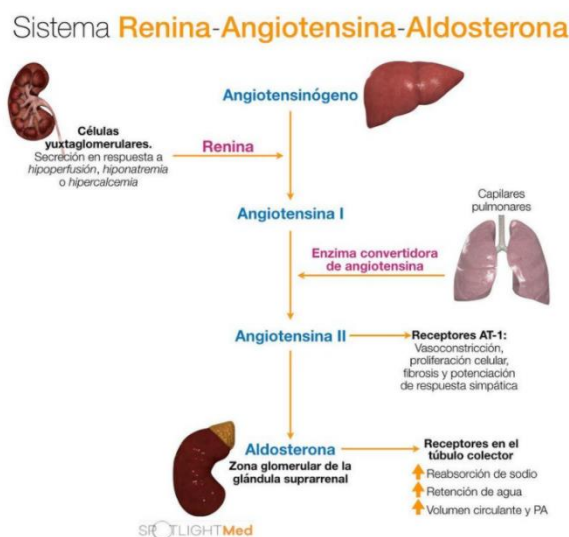 Sistema Renina-Angiotensina-Aldosterona
Angiotensinógeno
Células
yuxtaglomerulares.
Secreción en respuesta a
hipoperfusión, hiponatremia
o hipercalcemia
Renina
Angiotensina I
Capilares
pulmonares
Enzima convertidora
de angiotensina
Angiotensina II
Receptores AT-1:
Vasoconstricción,
proliferación celular,
fibrosis y potenciación
de respuesta simpática
Aldosterona
Zona glomerular de la
glándula suprarrenal
Receptores en el
túbulo colector
Reabsorción de sodio
Retención de agua
Volumen circulante y PA
SPOTLIGHTMed